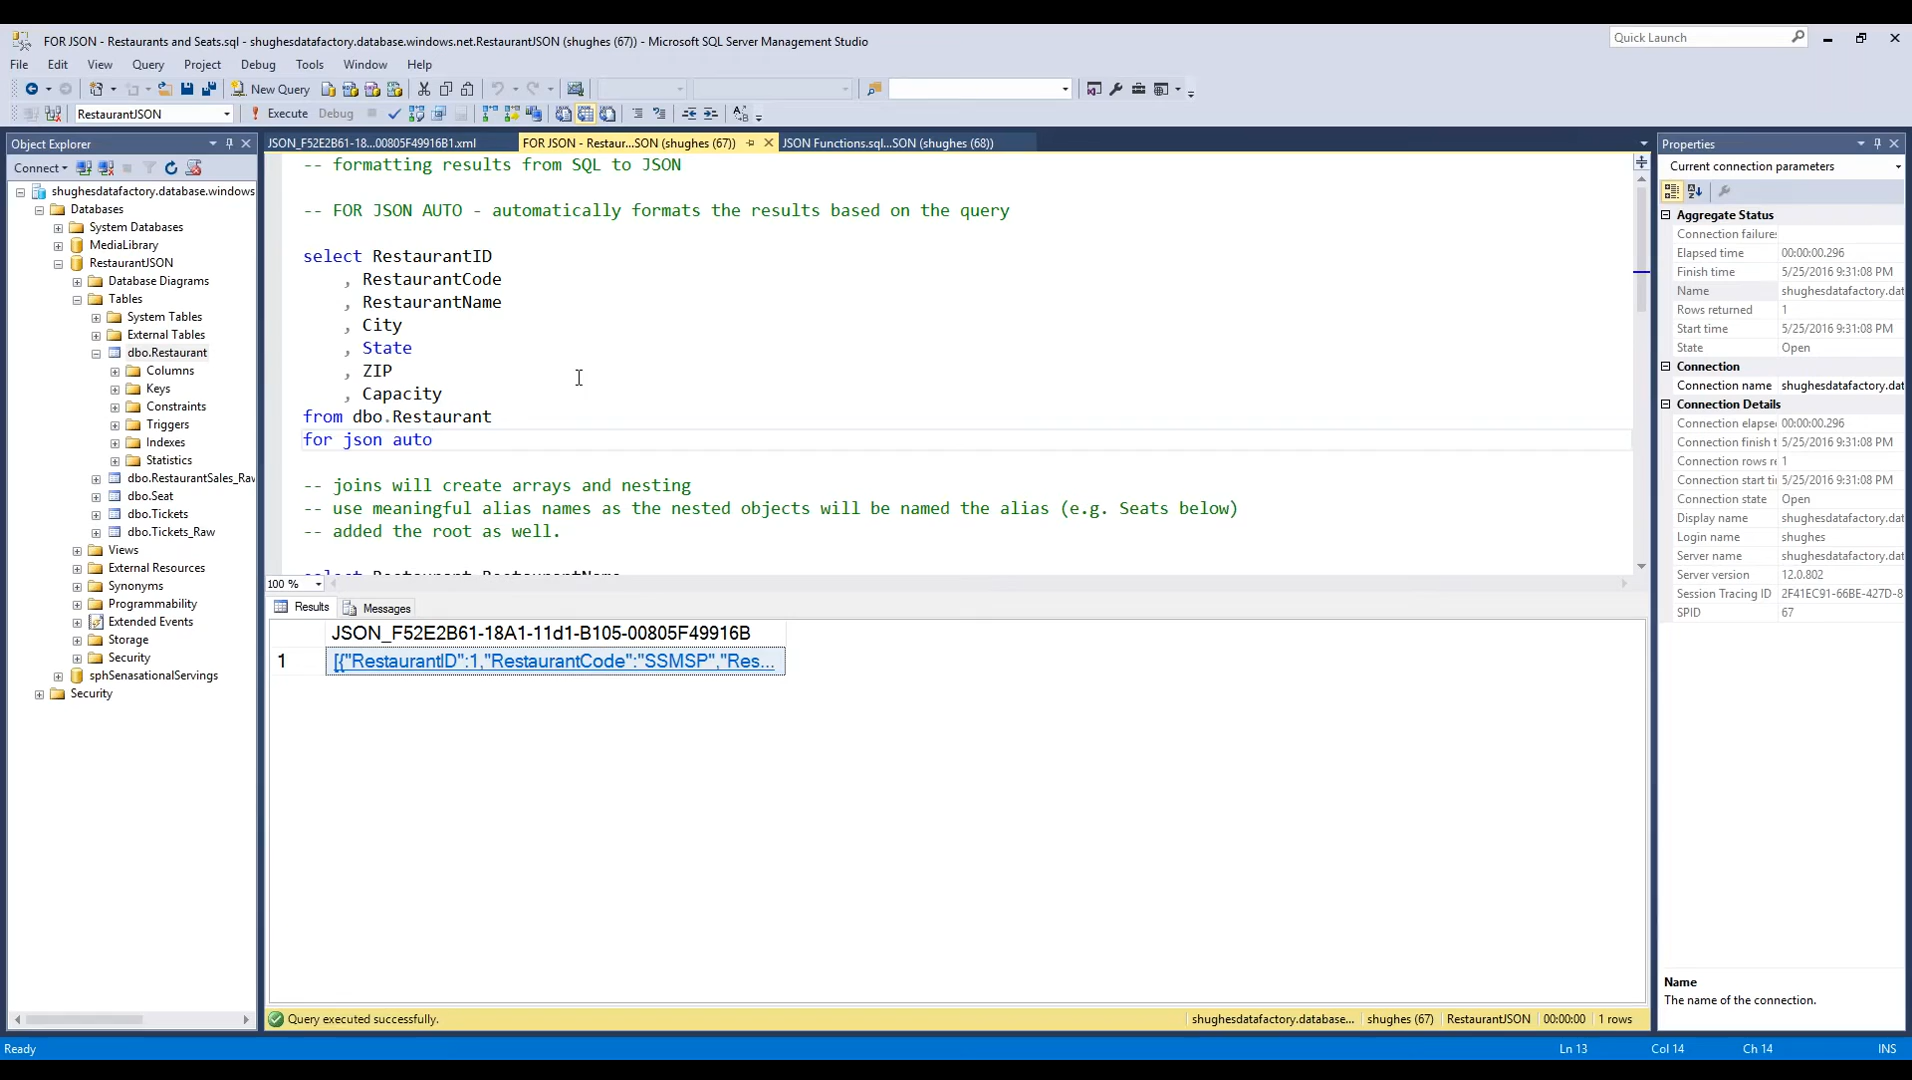 FOR JSON - Restaurants and Seats.sql - shughesdatafactory.database.windows.net.RestaurantJSON (shughes (67)) - Microsoft SQL Server Management Studio
Quick Launch
File Edit View Query Project Debug Tools Window Help
New Query
RestaurantJSON
Execute Debug
Object Explorer
Connect
shughesdatafactory.database.windows
Databases
System Databases
MediaLibrary
RestaurantJSON
Database Diagrams
Tables
System Tables
External Tables
dbo.Restaurant
Columns
Keys
Constraints
Triggers
Indexes
Statistics
dbo.RestaurantSales_Raw
dbo.Seat
dbo.Tickets
dbo.Tickets_Raw
Views
External Resources
Synonyms
Programmability
Extended Events
Storage
Security
sphSenasationalServings
Security
JSON_F52E2B61-18...00805F49916B1.xml
FOR JSON - Restaur...SON (shughes (67))
JSON Functions.sql...SON (shughes (68))
-- formatting results from SQL to JSON
-- FOR JSON AUTO - automatically formats the results based on the query
select RestaurantID
, RestaurantCode
, RestaurantName
, City
, State
, ZIP
, Capacity
from dbo.Restaurant
for json auto
-- joins will create arrays and nesting
-- use meaningful alias names as the nested objects will be named the alias (e.g. Seats below)
-- added the root as well.
select Restaurant.RestaurantName
100 %
Results Messages
JSON_F52E2B61-18A1-11d1-B105-00805F49916B
1 [{"RestaurantID":1,"RestaurantCode":"SSMSP","Res...
Query executed successfully.
shughesdatafactory.database... shughes (67) RestaurantJSON 00:00:00 1 rows
Properties
Current connection parameters
Aggregate Status
Connection failures
Elapsed time 00:00:00.296
Finish time 5/25/2016 9:31:08 PM
Name shughesdatafactory.dat
Rows returned 1
Start time 5/25/2016 9:31:08 PM
State Open
Connection
Connection name shughesdatafactory.dat
Connection Details
Connection elapse 00:00:00.296
Connection finish t 5/25/2016 9:31:08 PM
Connection rows re 1
Connection start ti 5/25/2016 9:31:08 PM
Connection state Open
Display name shughesdatafactory.dat
Login name shughes
Server name shughesdatafactory.dat
Server version 12.0.802
Session Tracing ID 2F41EC91-66BE-427D-8
SPID 67
Name
The name of the connection.
Ready
Ln 13 Col 14 Ch 14 INS